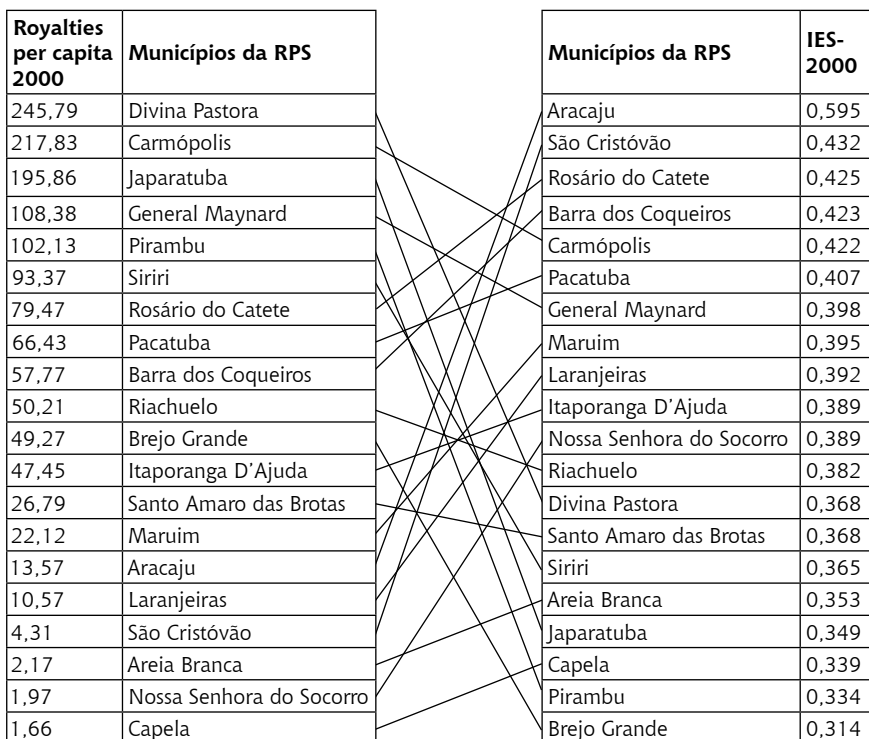 Royalties
per capita
2000
Municípios da RPS
245,79 Divina Pastora
217,83 Carmópolis
195,86 Japaratuba
108,38 General Maynard
102,13 Pirambu
93,37 Siriri
79,47 Rosário do Catete
66,43 Pacatuba
57,77 Barra dos Coqueiros
50,21 Riachuelo
49,27 Brejo Grande
47,45 Itaporanga D'Ajuda
26,79 Santo Amaro das Brotas
22,12 Maruim
13,57 Aracaju
10,57 Laranjeiras
4,31 São Cristóvão
2,17 Areia Branca
1,97 Nossa Senhora do Socorro
1,66 Capela
Municípios da RPS
IES-
2000
Aracaju 0,595
São Cristóvão 0,432
Rosário do Catete 0,425
Barra dos Coqueiros 0,423
Carmópolis 0,422
Pacatuba 0,407
General Maynard 0,398
Maruim 0,395
Laranjeiras 0,392
Itaporanga D'Ajuda 0,389
Nossa Senhora do Socorro 0,389
Riachuelo 0,382
Divina Pastora 0,368
Santo Amaro das Brotas 0,368
Siriri 0,365
Areia Branca 0,353
Japaratuba 0,349
Capela 0,339
Pirambu 0,334
Brejo Grande 0,314